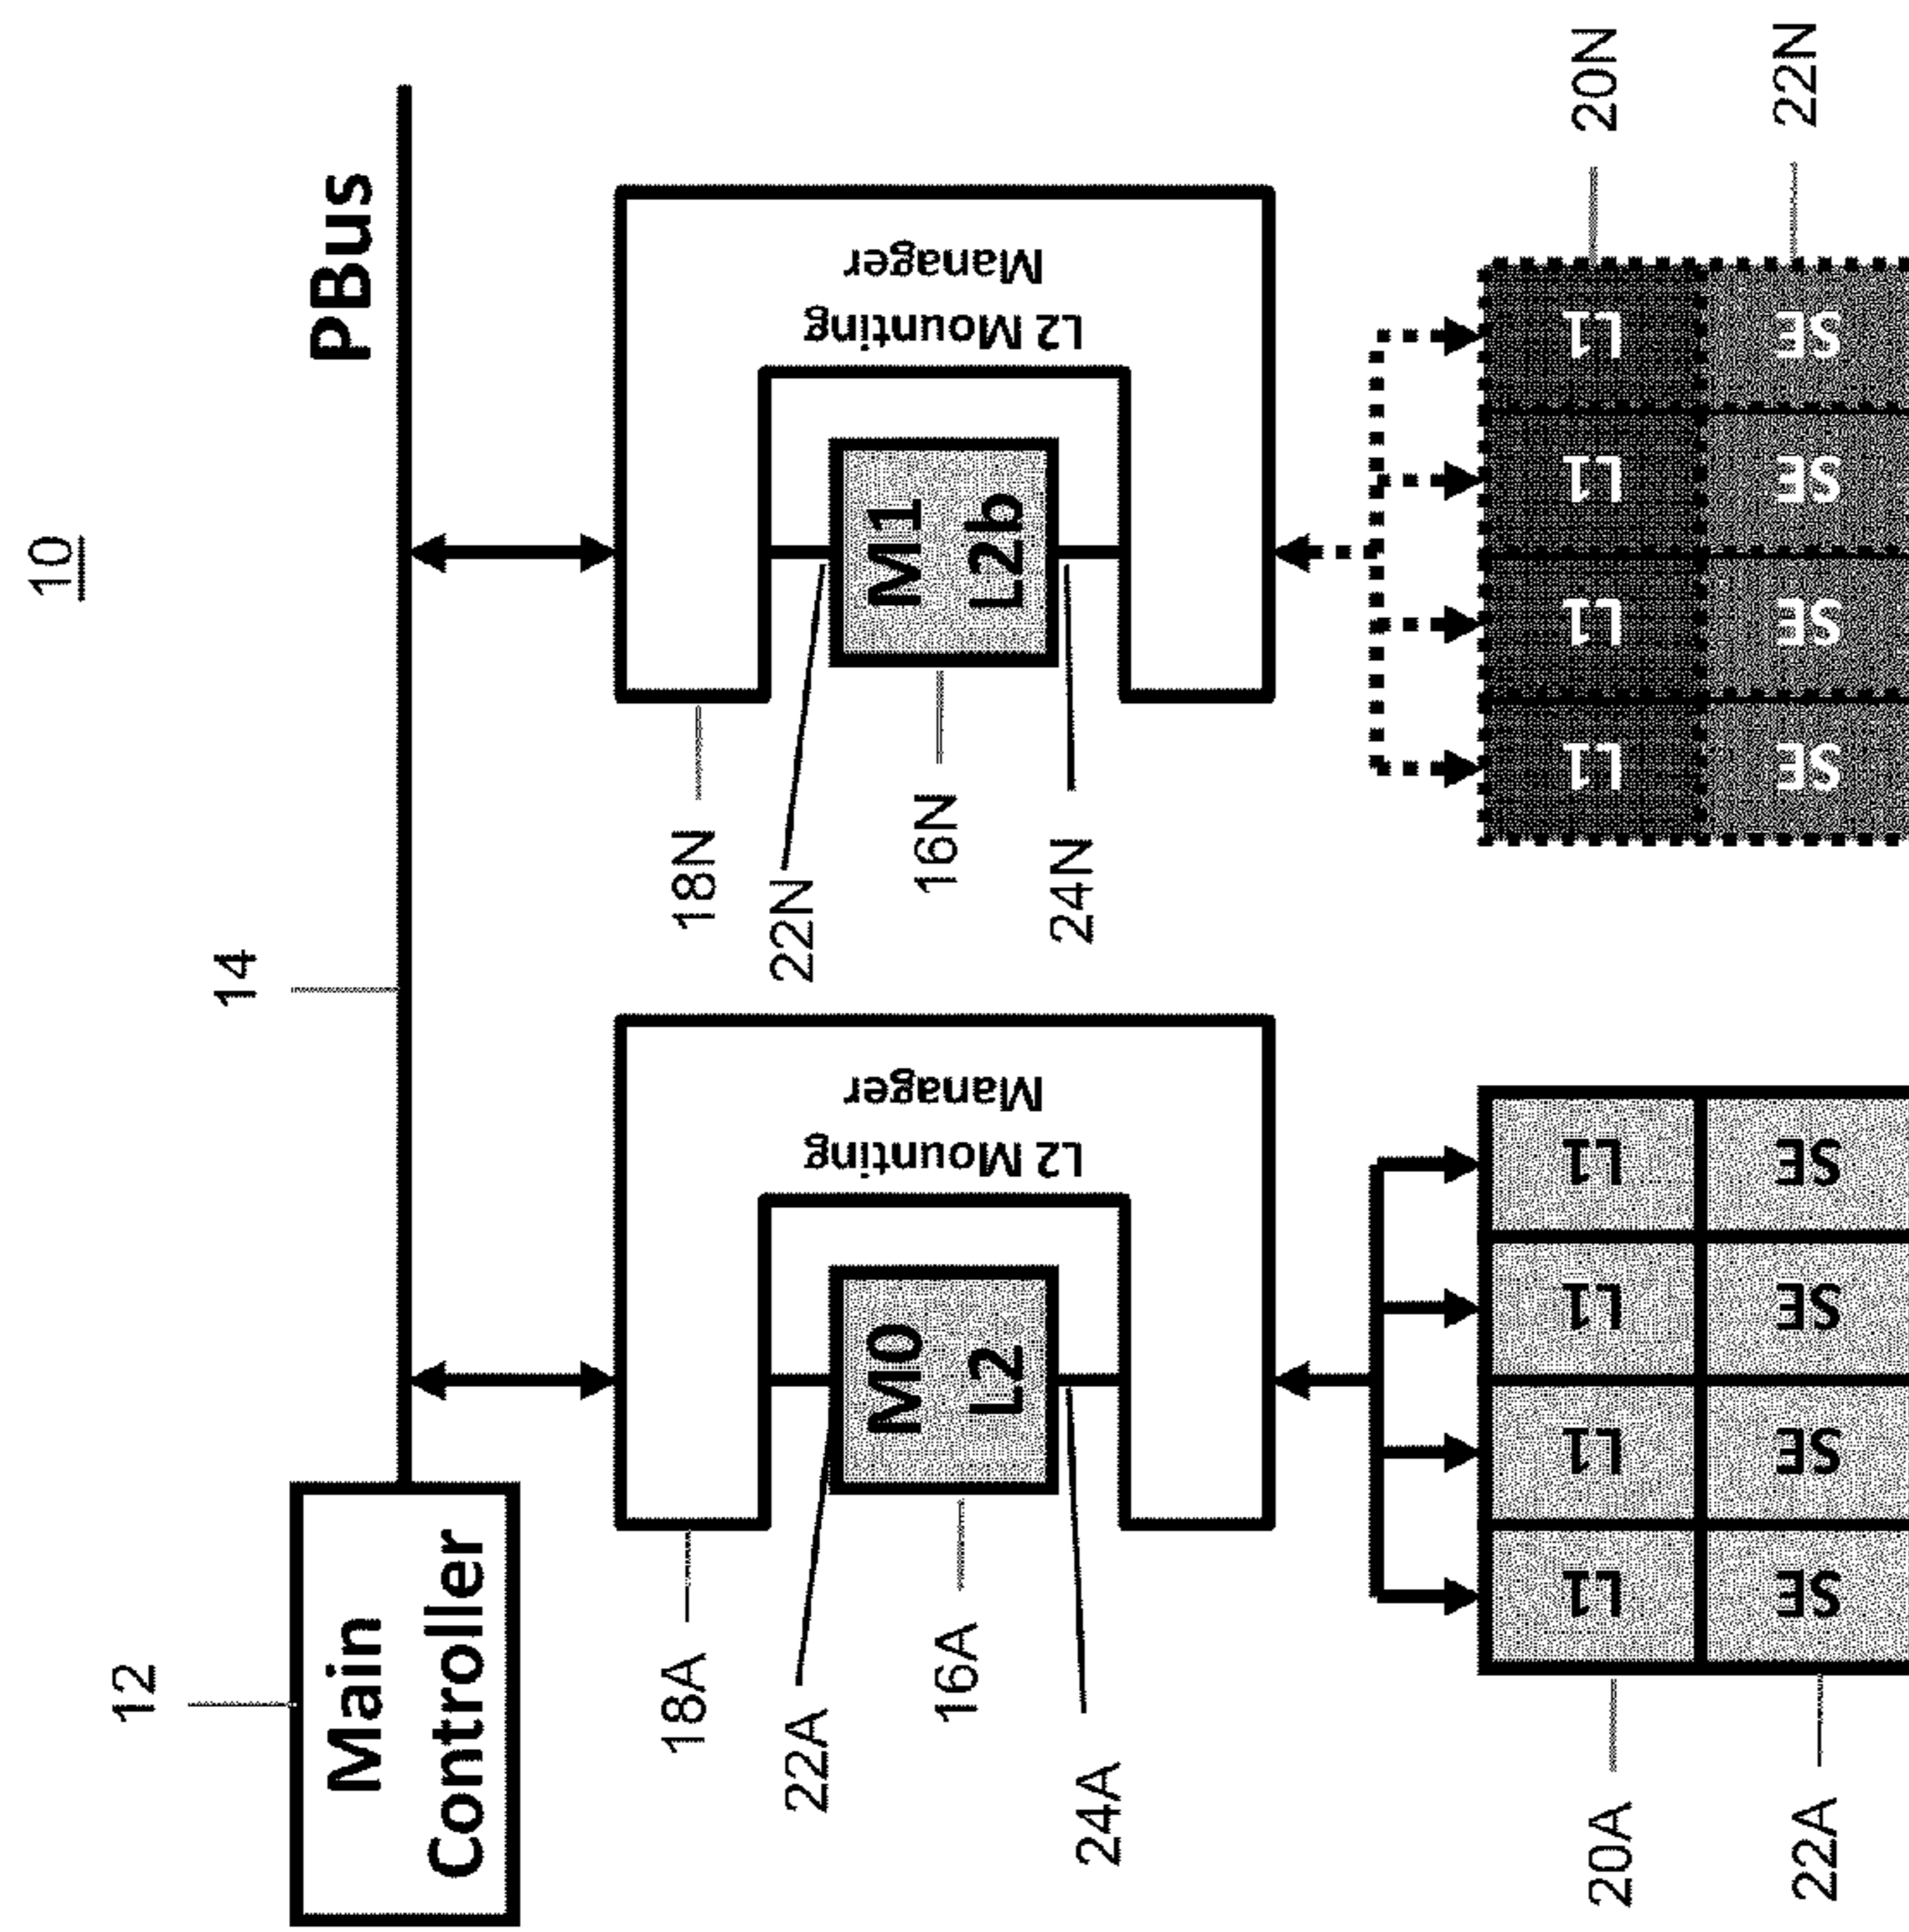 10
12
14
PBus
Main
Controller
18A
22A
16A
24A
M0
L2
L2 Mounting
Manager
18N
22N
16N
24N
M1
L2b
L2 Mounting
Manager
20A
L1
L1
L1
L1
22A
SE
SE
SE
SE
L1
L1
L1
L1
20N
SE
SE
SE
SE
22N